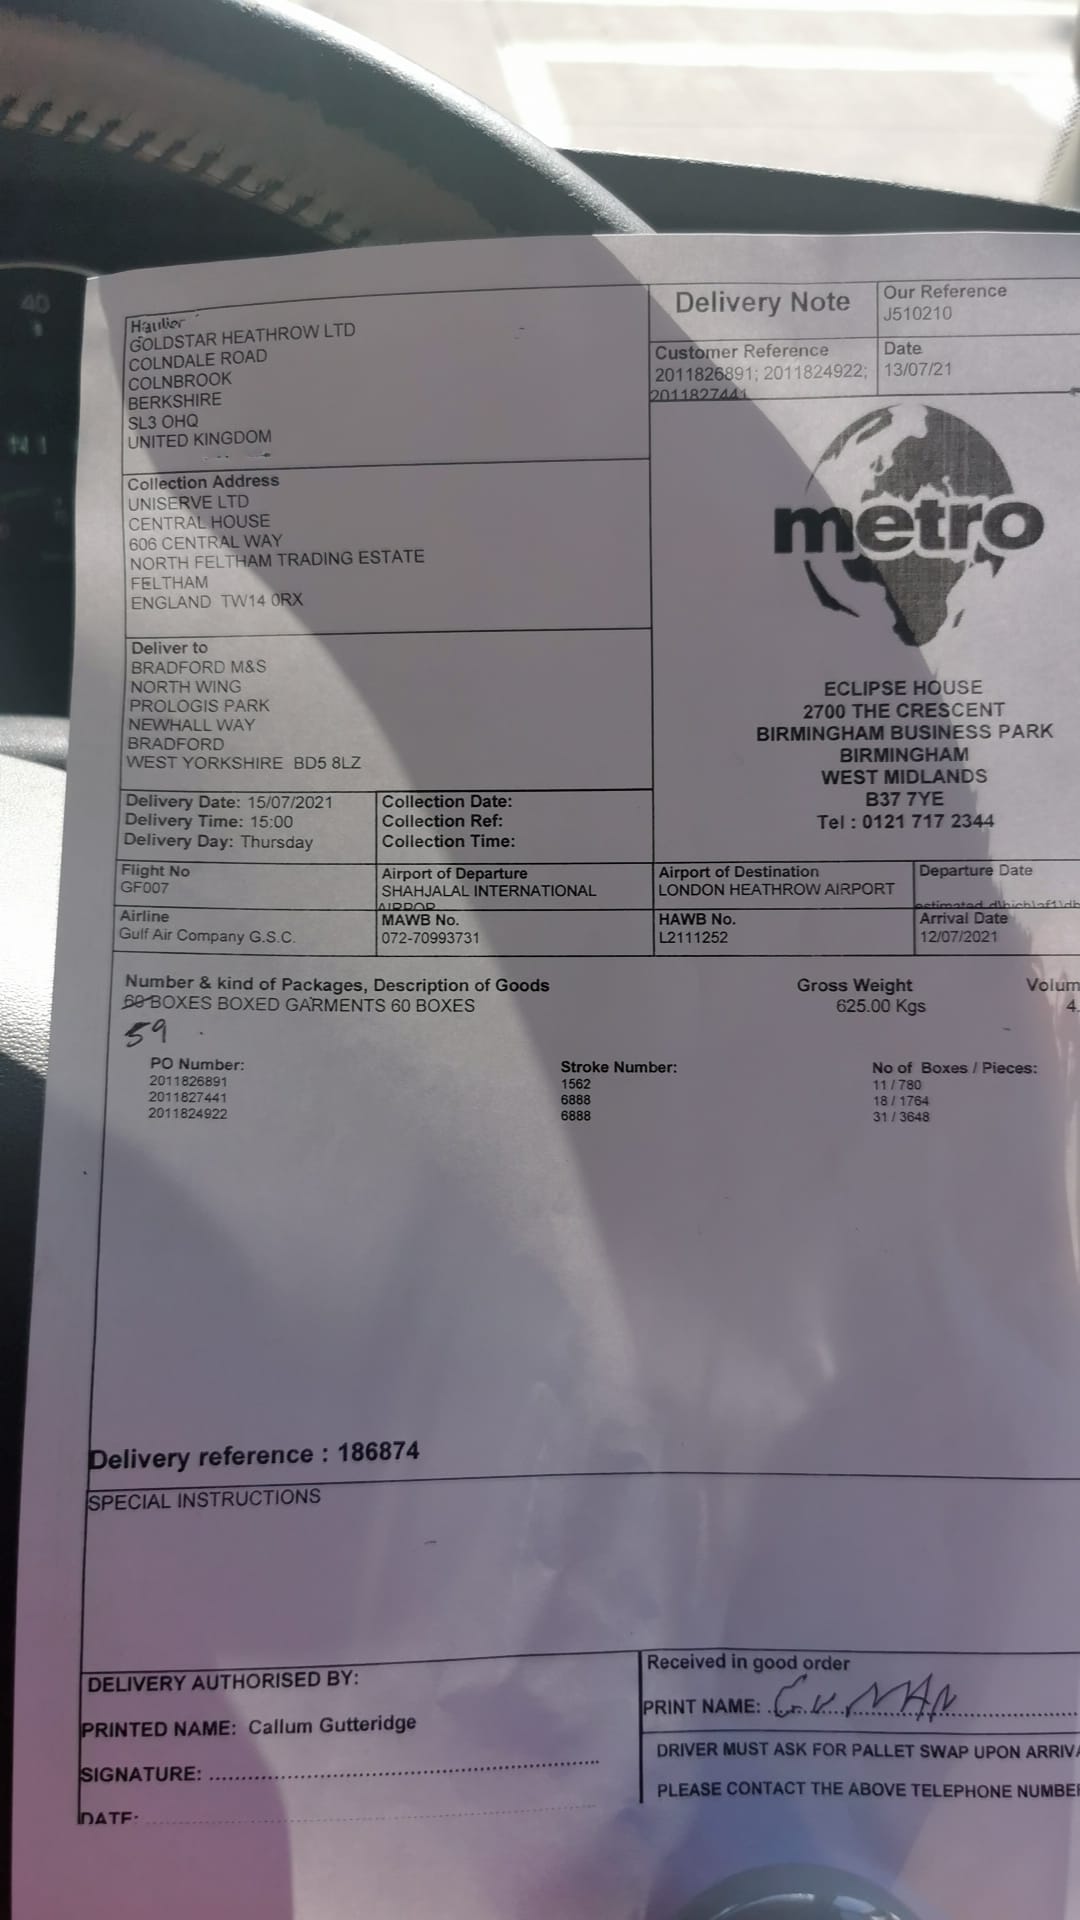 40
Haulier
GOLDSTAR HEATHROW LTD
COLNDALE ROAD
COLNBROOK
BERKSHIRE
SL3 OHQ
UNITED KINGDOM
Delivery Note
Our Reference
J510210
Customer Reference
2011826891; 2011824922;
2011827441
Date
13/07/21
Collection Address
UNISERVE LTD
CENTRAL HOUSE
606 CENTRAL WAY
NORTH FELTHAM TRADING ESTATE
FELTHAM
ENGLAND TW14 0RX
metro
Deliver to
BRADFORD M&S
NORTH WING
PROLOGIS PARK
NEWHALL WAY
BRADFORD
WEST YORKSHIRE BD5 8LZ
ECLIPSE HOUSE
2700 THE CRESCENT
BIRMINGHAM BUSINESS PARK
BIRMINGHAM
WEST MIDLANDS
B37 7YE
Tel : 0121 717 2344
Delivery Date: 15/07/2021
Delivery Time: 15:00
Delivery Day: Thursday
Collection Date:
Collection Ref:
Collection Time:
Flight No
GF007
Airport of Departure
SHAHJALAL INTERNATIONAL
AIRPOR
Airport of Destination
LONDON HEATHROW AIRPORT
Departure Date
estimated
Airline
Gulf Air Company G.S.C.
MAWB No.
072-70993731
HAWB No.
L2111252
Arrival Date
12/07/2021
Number & kind of Packages, Description of Goods
Gross Weight
Volum
60 BOXES BOXED GARMENTS 60 BOXES
625.00 Kgs
4.
59
PO Number:
Stroke Number:
No of Boxes / Pieces:
2011826891
1562
11 / 780
2011827441
6888
18 / 1764
2011824922
6888
31 / 3648
Delivery reference : 186874
SPECIAL INSTRUCTIONS
DELIVERY AUTHORISED BY:
PRINTED NAME: Callum Gutteridge
SIGNATURE:
DATE:
Received in good order
PRINT NAME:
DRIVER MUST ASK FOR PALLET SWAP UPON ARRIVA
PLEASE CONTACT THE ABOVE TELEPHONE NUMBER